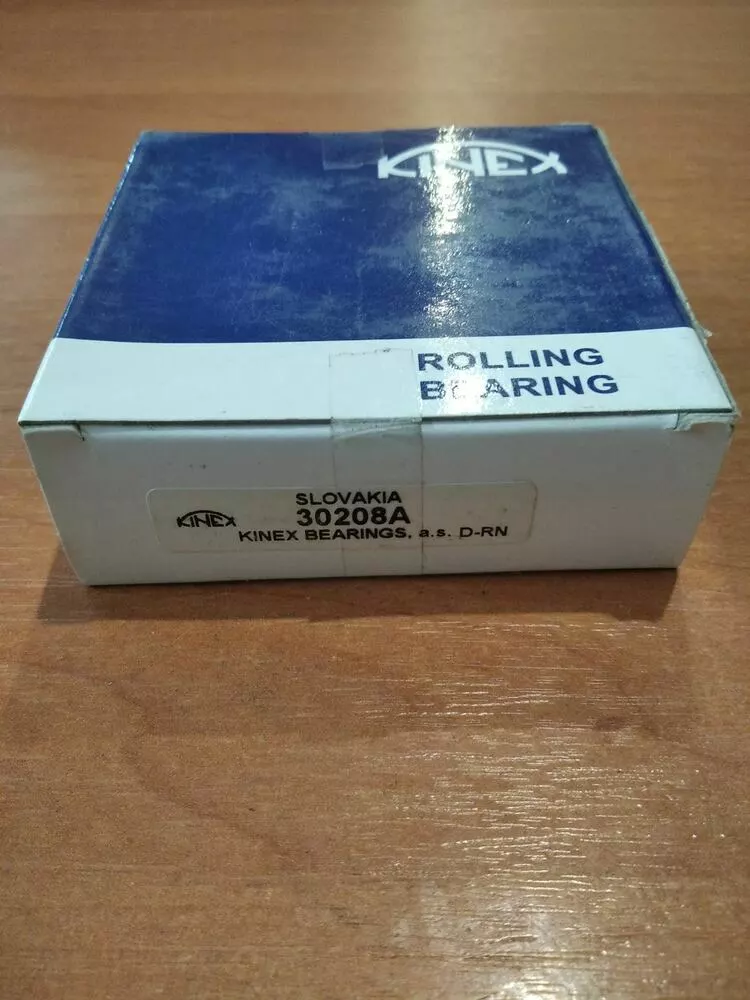 KINEX
ROLLING
BEARING
SLOVAKIA
KINEX
30208A
KINEX BEARINGS, a.s. D-RN